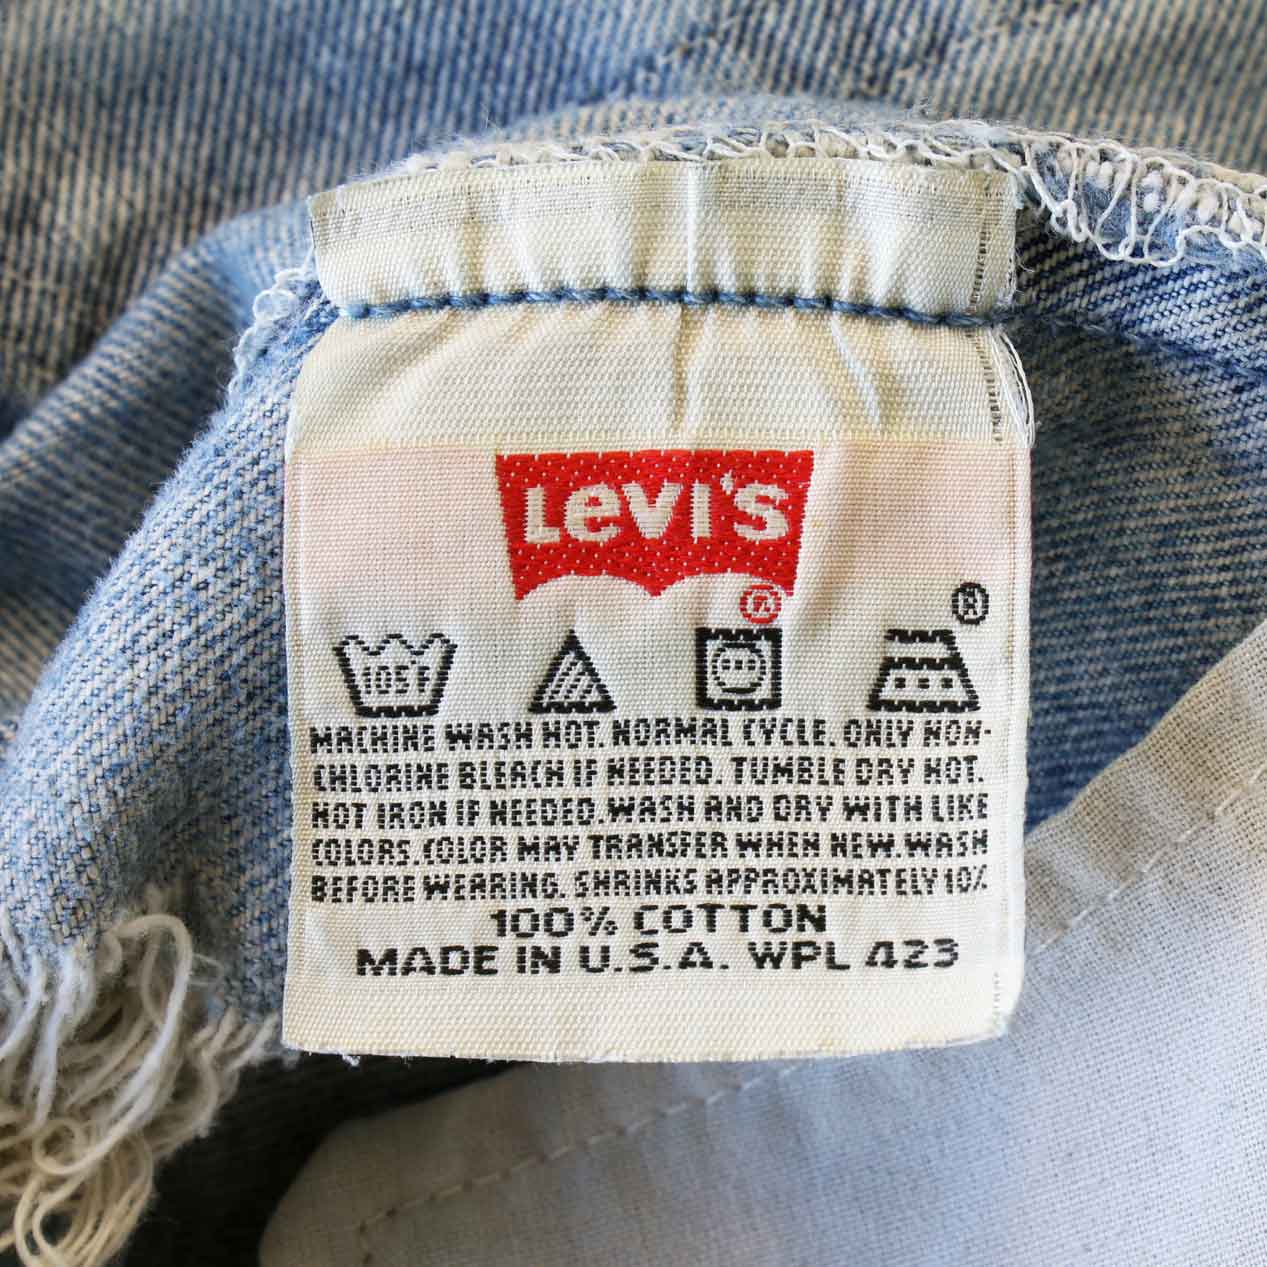 LEVI'S
®
®
105F
MACHINE WASH HOT. NORMAL CYCLE. ONLY NON-
CHLORINE BLEACH IF NEEDED. TUMBLE DRY HOT.
HOT IRON IF NEEDED. WASH AND DRY WITH LIKE
COLORS. COLOR MAY TRANSFER WHEN NEW. WASH
BEFORE WEARING. SHRINKS APPROXIMATELY 10%
100% COTTON
MADE IN U.S.A. WPL 423